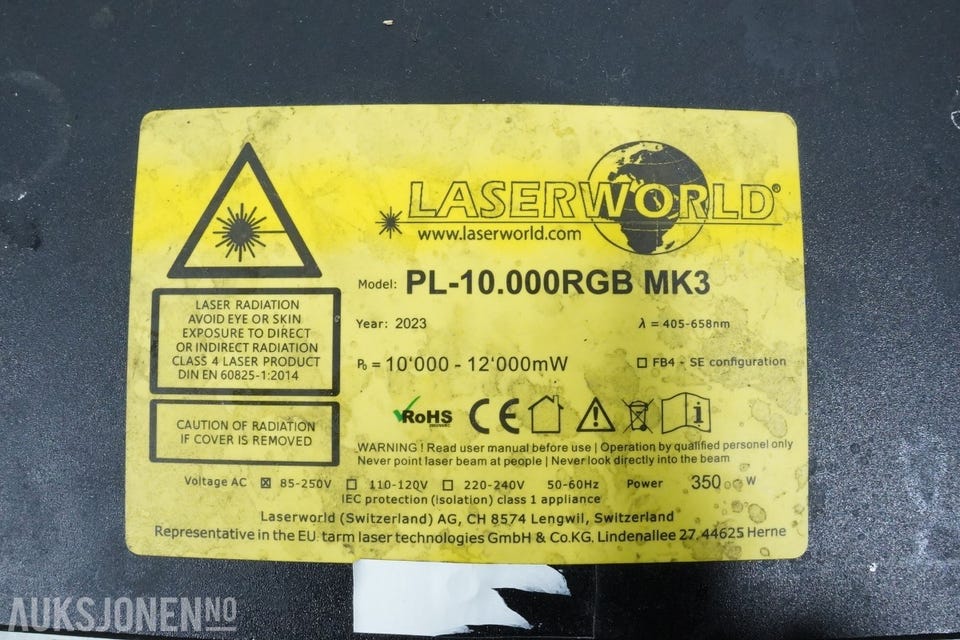 LASERWORLD®
www.laserworld.com
Model: PL-10.000RGB MK3
LASER RADIATION
AVOID EYE OR SKIN
EXPOSURE TO DIRECT
OR INDIRECT RADIATION
CLASS 4 LASER PRODUCT
DIN EN 60825-1:2014
Year: 2023 λ = 405-658nm
P₀ = 10'000 - 12'000mW ☐ FB4 - SE configuration
CAUTION OF RADIATION
IF COVER IS REMOVED
RoHS CE i
WARNING ! Read user manual before use | Operation by qualified personel only
Never point laser beam at people | Never look directly into the beam
Voltage AC ☒ 85-250V ☐ 110-120V ☐ 220-240V 50-60Hz Power 350 W
IEC protection (isolation) class 1 appliance
Laserworld (Switzerland) AG, CH 8574 Lengwil, Switzerland
Representative in the EU: tarm laser technologies GmbH & Co.KG, Lindenallee 27, 44625 Herne
AUKSJONEN.NO